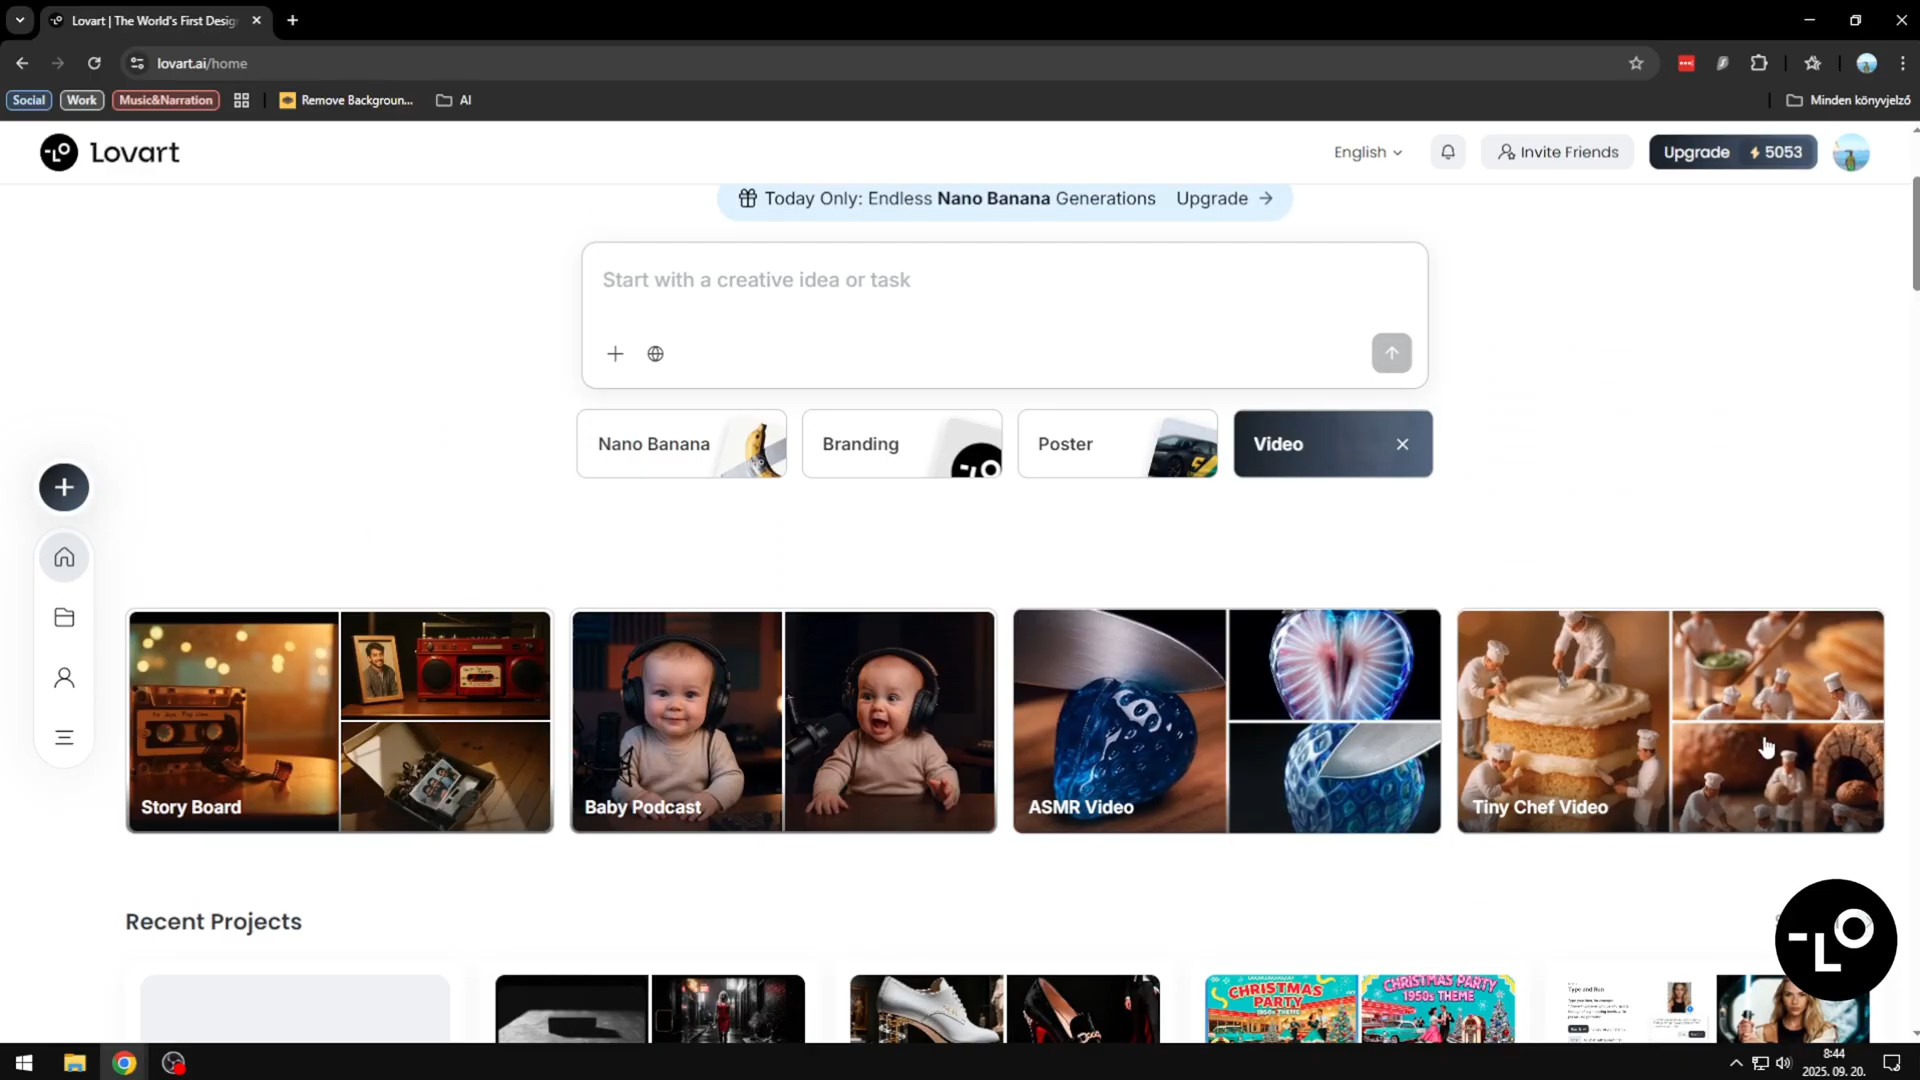 Lovart | The World's First Desig
lovart.ai/home
Social
Work
Music&Narration
Remove Backgroun...
AI
Minden könyvjelző
Lovart
English
Invite Friends
Upgrade 5053
Today Only: Endless Nano Banana Generations Upgrade →
Start with a creative idea or task
Nano Banana
Branding
Poster
Video
Story Board
Baby Podcast
ASMR Video
Tiny Chef Video
Recent Projects
CHRISTMAS PARTY
CHRISTMAS PARTY
1950s THEME
Type and Run
8:44
2025. 09. 20.